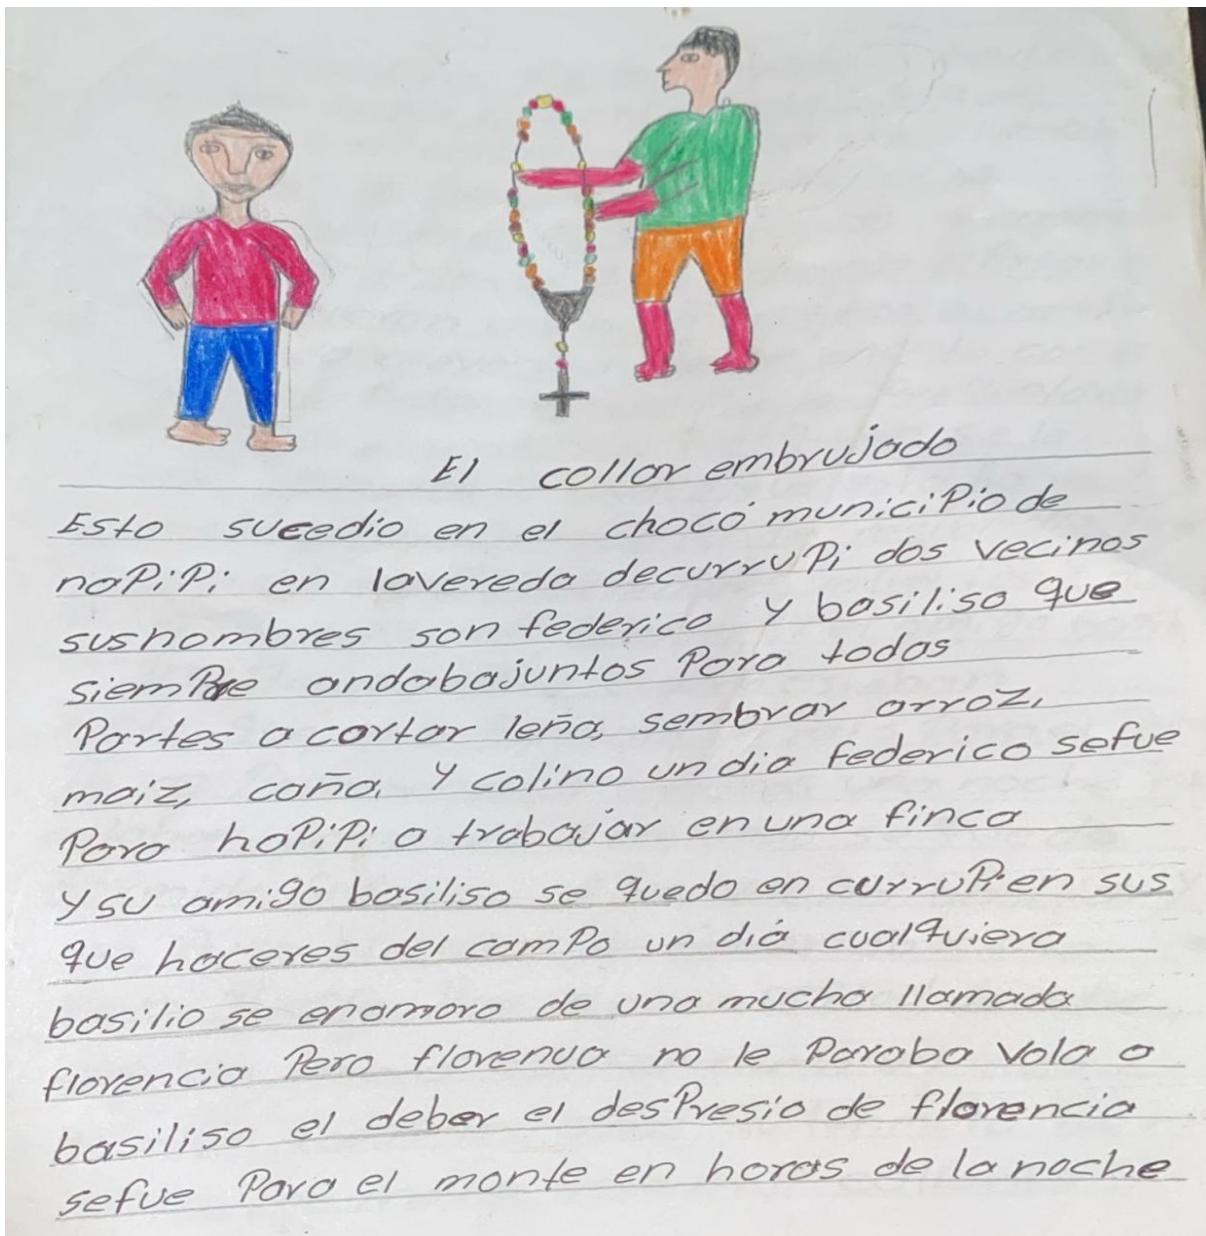 El collar embrujado
Esto sucedio en el chocó municipio de
nopipi en lavereda decurrupi dos vecinos
susnombres son federico y basiliso que
siempre andabajuntos para todas
Partes a cortar leña, sembrar arroz,
maiz, caña, y colino un dia federico sefue
Para hopipi a trabajar en una finca
y su amigo basiliso se quedo en currupi en sus
que haceres del campo un diá cualquiera
basilio se enamoro de una mucha llamada
florencia Pero florenua no le Paraba Vola a
basiliso el deber el despresio de florencia
sefue Para el monte en horas de la noche